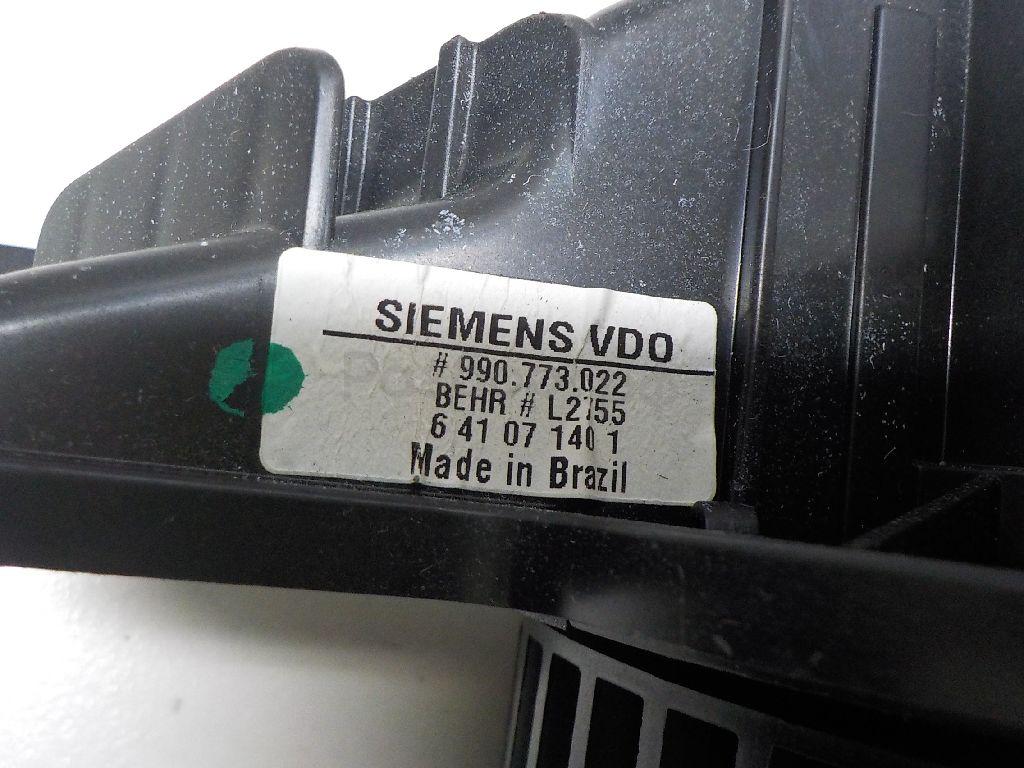 SIEMENS VDO
# 990.773.022
BEHR # L2755
6 41 07 140 1
Made in Brazil